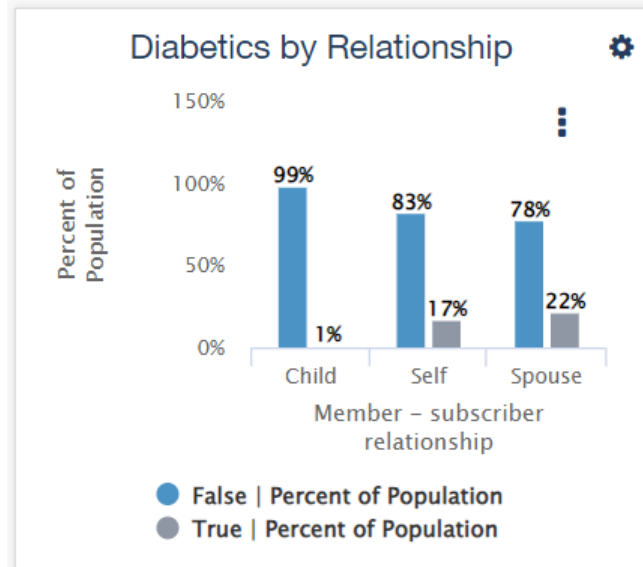 Diabetics by Relationship
150%
100%
50%
0%
Percent of
Population
99%
1%
83%
17%
78%
22%
Child
Self
Spouse
Member – subscriber
relationship
False | Percent of Population
True | Percent of Population